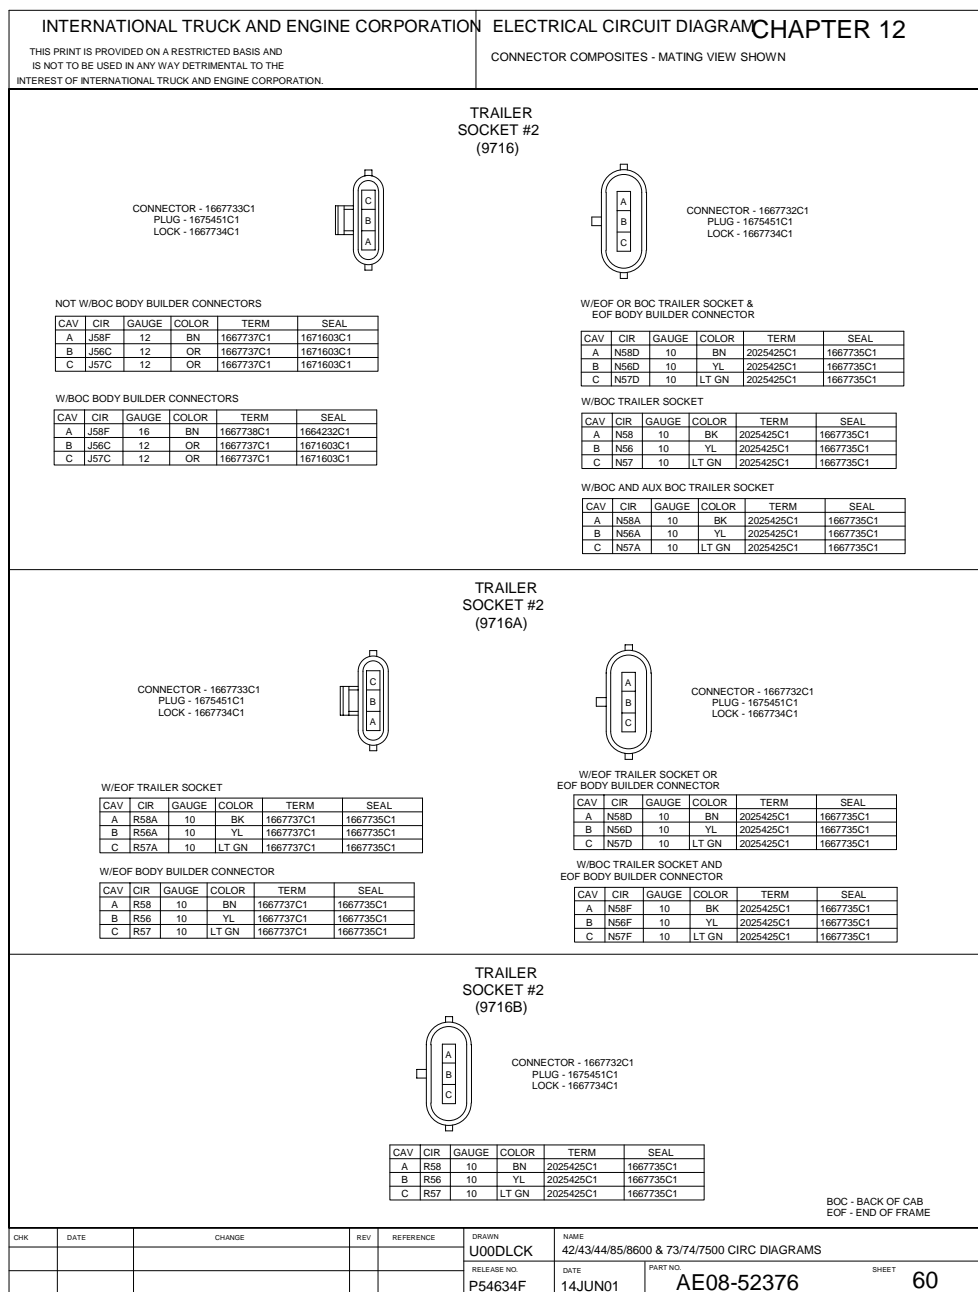 INTERNATIONAL TRUCK AND ENGINE CORPORATION
THIS PRINT IS PROVIDED ON A RESTRICTED BASIS AND
IS NOT TO BE USED IN ANY WAY DETRIMENTAL TO THE
INTEREST OF INTERNATIONAL TRUCK AND ENGINE CORPORATION.
ELECTRICAL CIRCUIT DIAGRAM
CHAPTER 12
CONNECTOR COMPOSITES - MATING VIEW SHOWN
TRAILER
SOCKET #2
(9716)
CONNECTOR - 1667733C1
PLUG - 1675451C1
LOCK - 1667734C1
C
B
A
A
B
C
CONNECTOR - 1667732C1
PLUG - 1675451C1
LOCK - 1667734C1
NOT W/BOC BODY BUILDER CONNECTORS
CAV CIR GAUGE COLOR TERM SEAL
A J58F 12 BN 1667737C1 1671603C1
B J56C 12 OR 1667737C1 1671603C1
C J57C 12 OR 1667737C1 1671603C1
W/BOC BODY BUILDER CONNECTORS
CAV CIR GAUGE COLOR TERM SEAL
A J58F 16 BN 1667738C1 1664232C1
B J56C 12 OR 1667737C1 1671603C1
C J57C 12 OR 1667737C1 1671603C1
W/EOF OR BOC TRAILER SOCKET &
EOF BODY BUILDER CONNECTOR
CAV CIR GAUGE COLOR TERM SEAL
A N58D 10 BN 2025425C1 1667735C1
B N56D 10 YL 2025425C1 1667735C1
C N57D 10 LT GN 2025425C1 1667735C1
W/BOC TRAILER SOCKET
CAV CIR GAUGE COLOR TERM SEAL
A N58 10 BK 2025425C1 1667735C1
B N56 10 YL 2025425C1 1667735C1
C N57 10 LT GN 2025425C1 1667735C1
W/BOC AND AUX BOC TRAILER SOCKET
CAV CIR GAUGE COLOR TERM SEAL
A N58A 10 BK 2025425C1 1667735C1
B N56A 10 YL 2025425C1 1667735C1
C N57A 10 LT GN 2025425C1 1667735C1
TRAILER
SOCKET #2
(9716A)
CONNECTOR - 1667733C1
PLUG - 1675451C1
LOCK - 1667734C1
C
B
A
A
B
C
CONNECTOR - 1667732C1
PLUG - 1675451C1
LOCK - 1667734C1
W/EOF TRAILER SOCKET
CAV CIR GAUGE COLOR TERM SEAL
A R58A 10 BK 1667737C1 1667735C1
B R56A 10 YL 1667737C1 1667735C1
C R57A 10 LT GN 1667737C1 1667735C1
W/EOF BODY BUILDER CONNECTOR
CAV CIR GAUGE COLOR TERM SEAL
A R58 10 BN 1667737C1 1667735C1
B R56 10 YL 1667737C1 1667735C1
C R57 10 LT GN 1667737C1 1667735C1
W/EOF TRAILER SOCKET OR
EOF BODY BUILDER CONNECTOR
CAV CIR GAUGE COLOR TERM SEAL
A N58D 10 BN 2025425C1 1667735C1
B N56D 10 YL 2025425C1 1667735C1
C N57D 10 LT GN 2025425C1 1667735C1
W/BOC TRAILER SOCKET AND
EOF BODY BUILDER CONNECTOR
CAV CIR GAUGE COLOR TERM SEAL
A N58F 10 BK 2025425C1 1667735C1
B N56F 10 YL 2025425C1 1667735C1
C N57F 10 LT GN 2025425C1 1667735C1
TRAILER
SOCKET #2
(9716B)
A
B
C
CONNECTOR - 1667732C1
PLUG - 1675451C1
LOCK - 1667734C1
CAV CIR GAUGE COLOR TERM SEAL
A R58 10 BN 2025425C1 1667735C1
B R56 10 YL 2025425C1 1667735C1
C R57 10 LT GN 2025425C1 1667735C1
BOC - BACK OF CAB
EOF - END OF FRAME
CHK DATE CHANGE REV REFERENCE
DRAWN
U00DLCK
NAME
42/43/44/85/8600 & 73/74/7500 CIRC DIAGRAMS
RELEASE NO.
P54634F
DATE
14JUN01
PART NO.
AE08-52376
SHEET 60